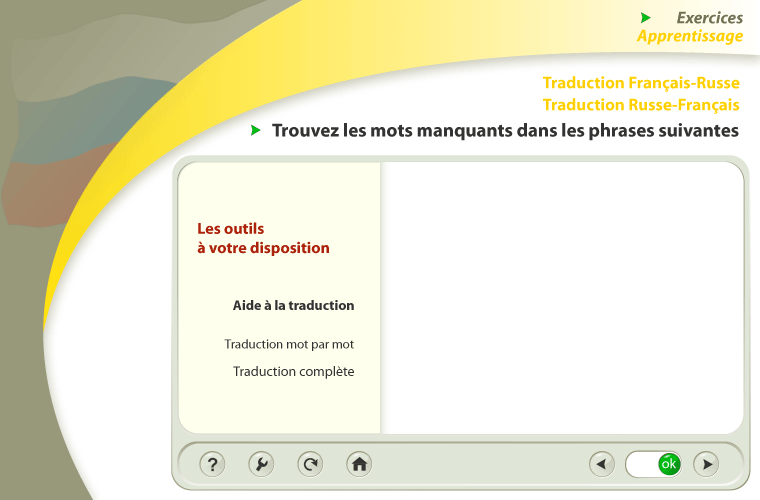 Exercices
Apprentissage
Traduction Français-Russe
Traduction Russe-Français
Trouvez les mots manquants dans les phrases suivantes
Les outils
à votre disposition
Aide à la traduction
Traduction mot par mot
Traduction complète
?
ok